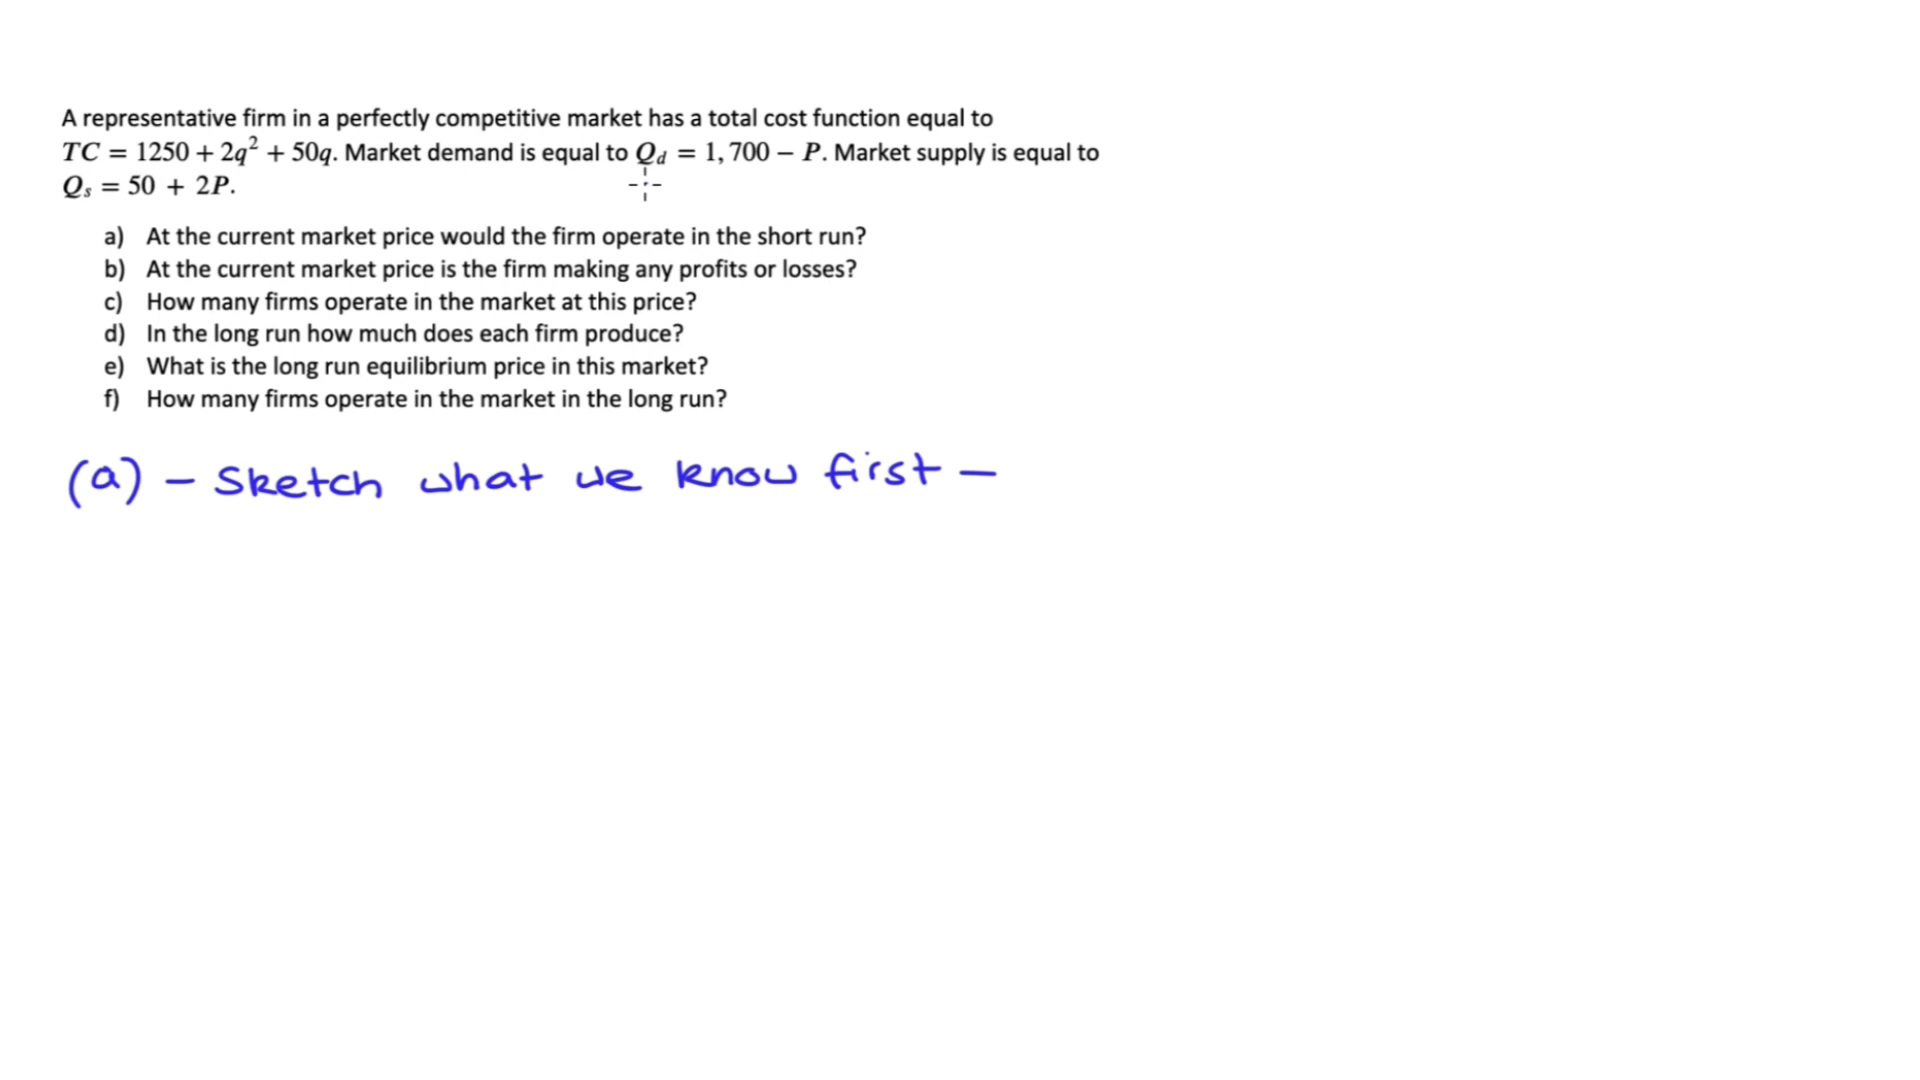 A representative firm in a perfectly competitive market has a total cost function equal to
TC = 1250 + 2q² + 50q. Market demand is equal to Qd = 1,700 – P. Market supply is equal to
Qs = 50 + 2P.
a) At the current market price would the firm operate in the short run?
b) At the current market price is the firm making any profits or losses?
c) How many firms operate in the market at this price?
d) In the long run how much does each firm produce?
e) What is the long run equilibrium price in this market?
f) How many firms operate in the market in the long run?
(a) – Sketch what we know first –